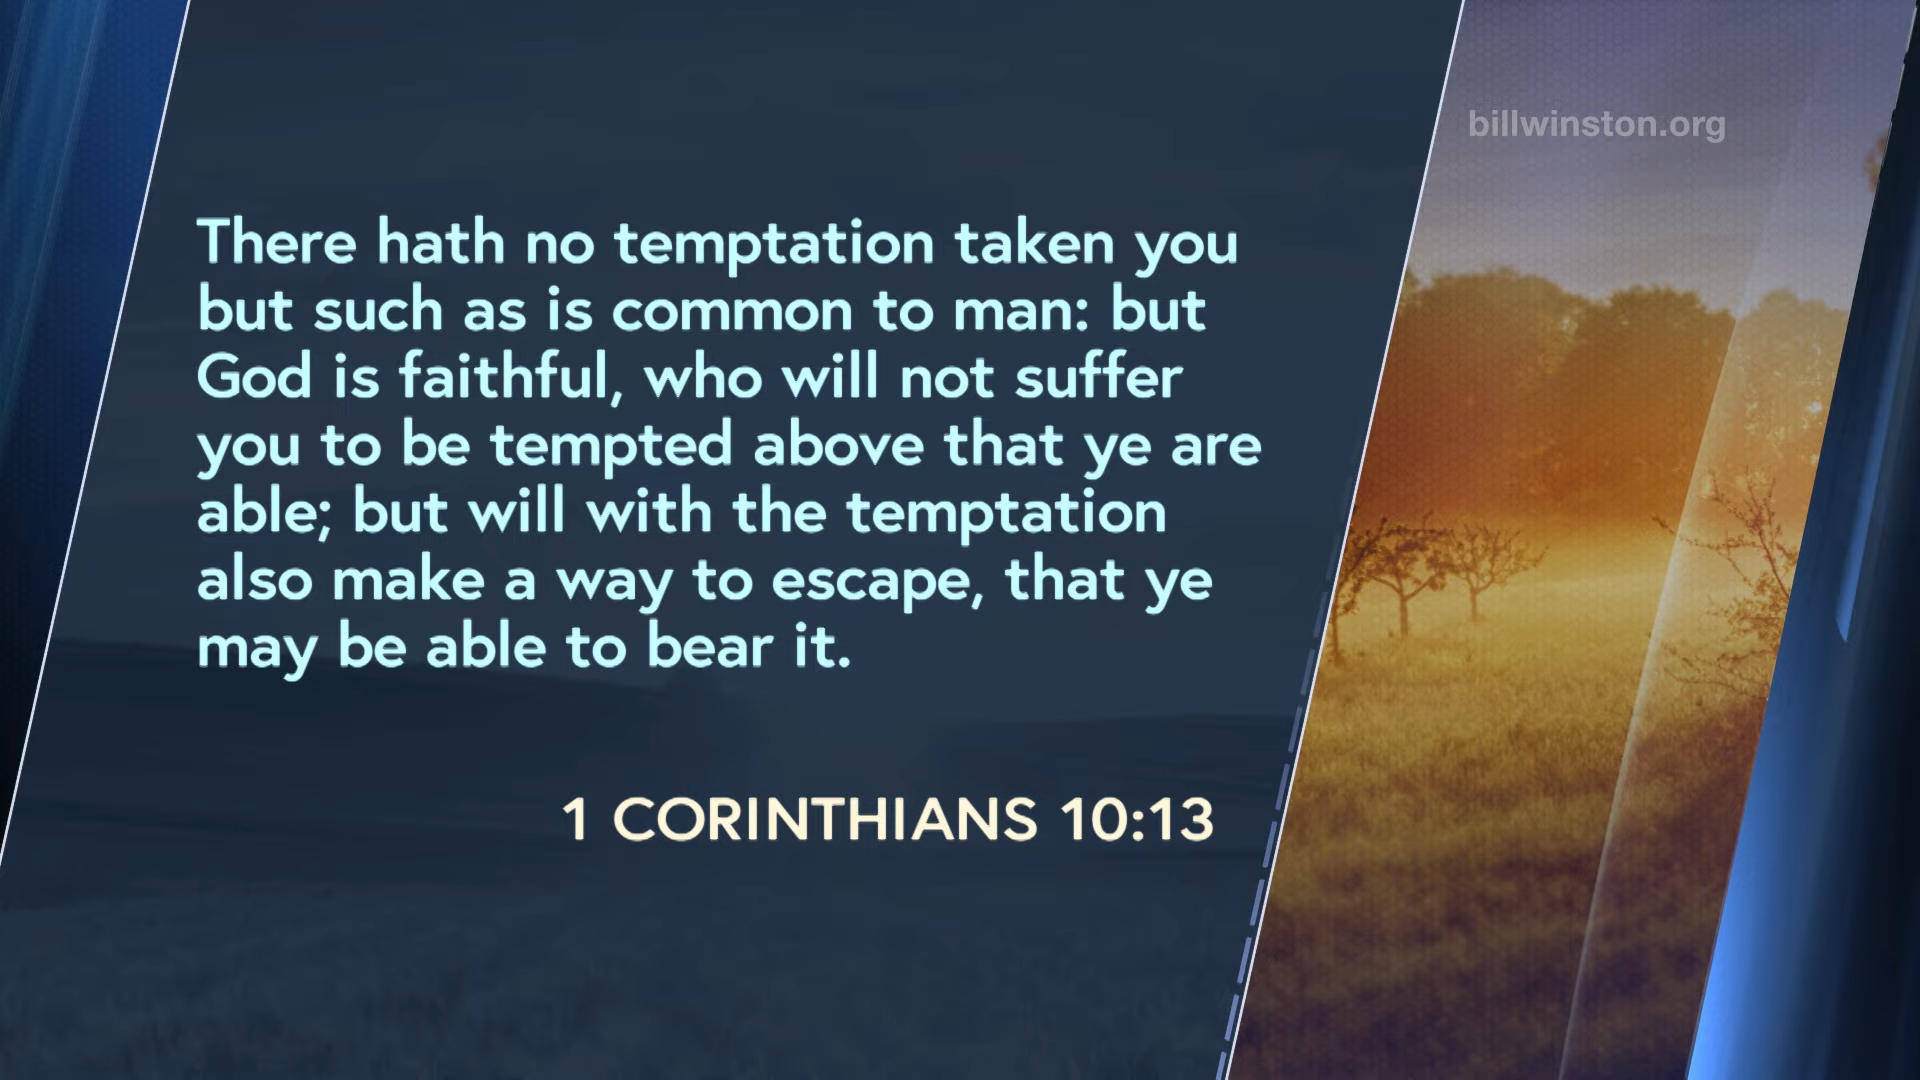 billwinston.org
There hath no temptation taken you
but such as is common to man: but
God is faithful, who will not suffer
you to be tempted above that ye are
able; but will with the temptation
also make a way to escape, that ye
may be able to bear it.
1 CORINTHIANS 10:13